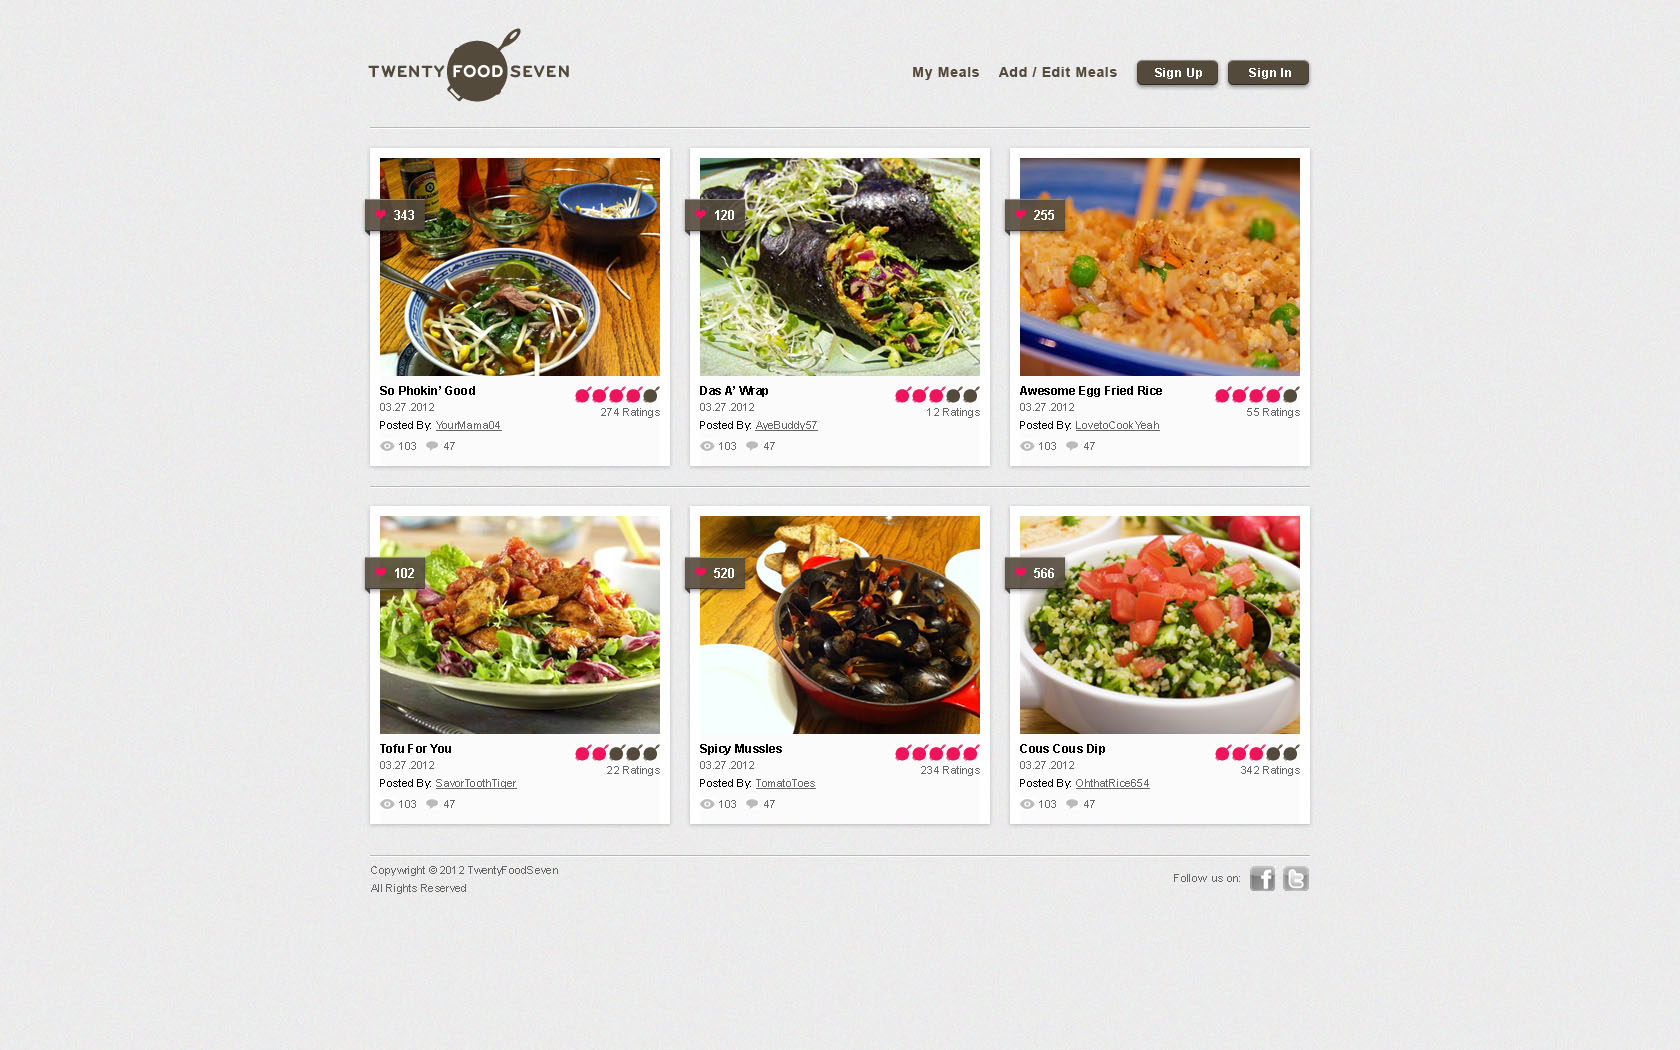 TWENTY FOOD SEVEN
My Meals Add / Edit Meals Sign Up Sign In
343
120
255
So Phokin' Good
03.27.2012
274 Ratings
Posted By: YourMama04
103 47
Das A' Wrap
03.27.2012
12 Ratings
Posted By: AyeBuddy57
103 47
Awesome Egg Fried Rice
03.27.2012
55 Ratings
Posted By: LovetoCookYeah
103 47
102
520
566
Tofu For You
03.27.2012
22 Ratings
Posted By: SavorToothTiger
103 47
Spicy Mussles
03.27.2012
234 Ratings
Posted By: TomatoToes
103 47
Cous Cous Dip
03.27.2012
342 Ratings
Posted By: OhthatRice654
103 47
Copywright © 2012 TwentyFoodSeven
All Rights Reserved
Follow us on: